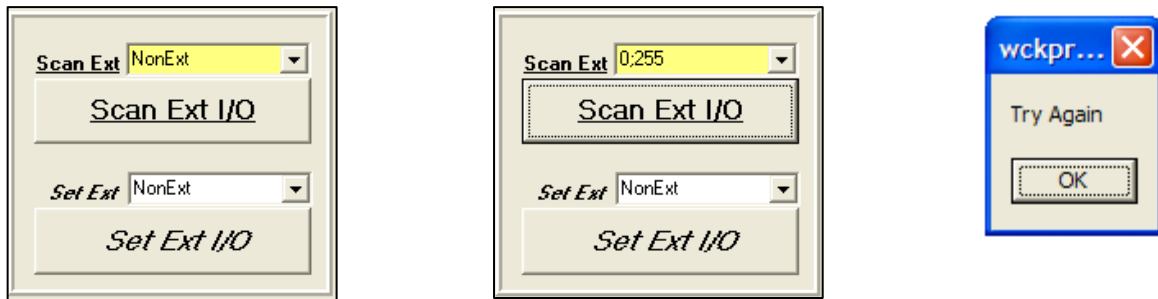 Scan Ext NonExt
Scan Ext I/O
Set Ext NonExt
Set Ext I/O
Scan Ext 0;255
Scan Ext I/O
Set Ext NonExt
Set Ext I/O
wckpr...
Try Again
OK